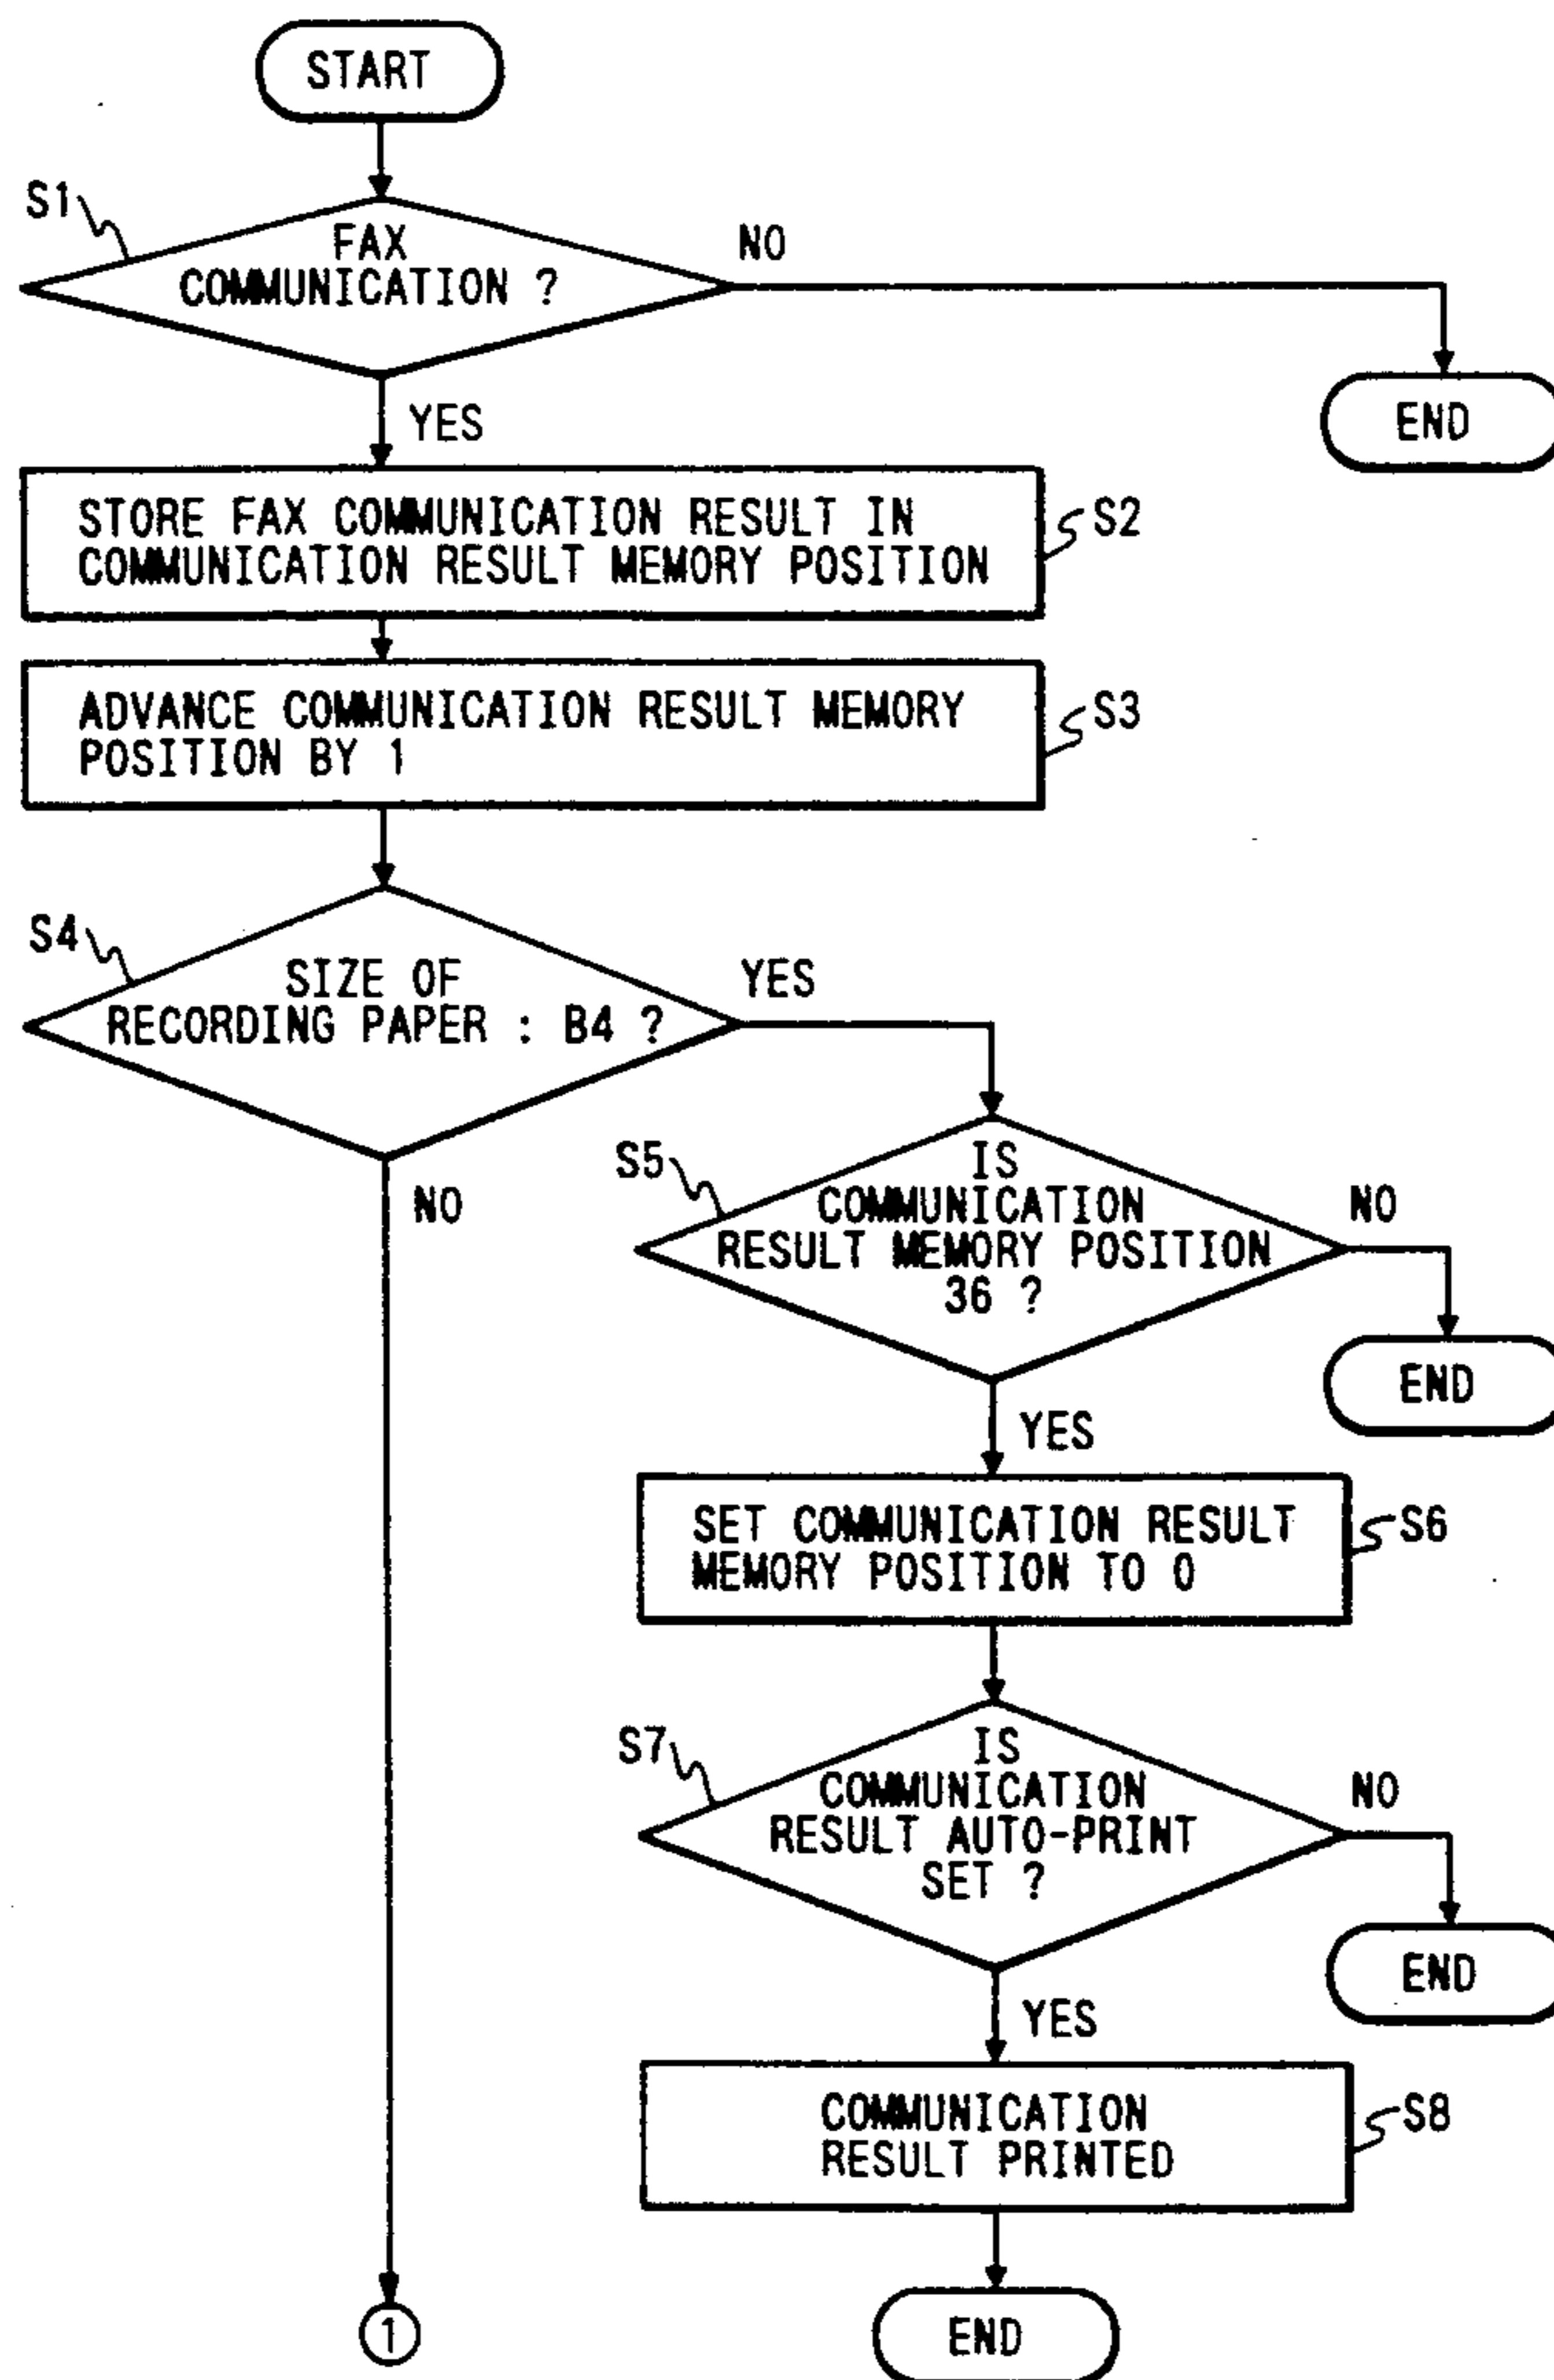 START
S1
FAX
COMMUNICATION ?
NO
END
YES
STORE FAX COMMUNICATION RESULT IN
COMMUNICATION RESULT MEMORY POSITION
S2
ADVANCE COMMUNICATION RESULT MEMORY
POSITION BY 1
S3
S4
SIZE OF
RECORDING PAPER : B4 ?
YES
NO
S5
IS
COMMUNICATION
RESULT MEMORY POSITION
36 ?
NO
END
YES
SET COMMUNICATION RESULT
MEMORY POSITION TO 0
S6
S7
IS
COMMUNICATION
RESULT AUTO-PRINT
SET ?
NO
END
YES
COMMUNICATION
RESULT PRINTED
S8
END
1